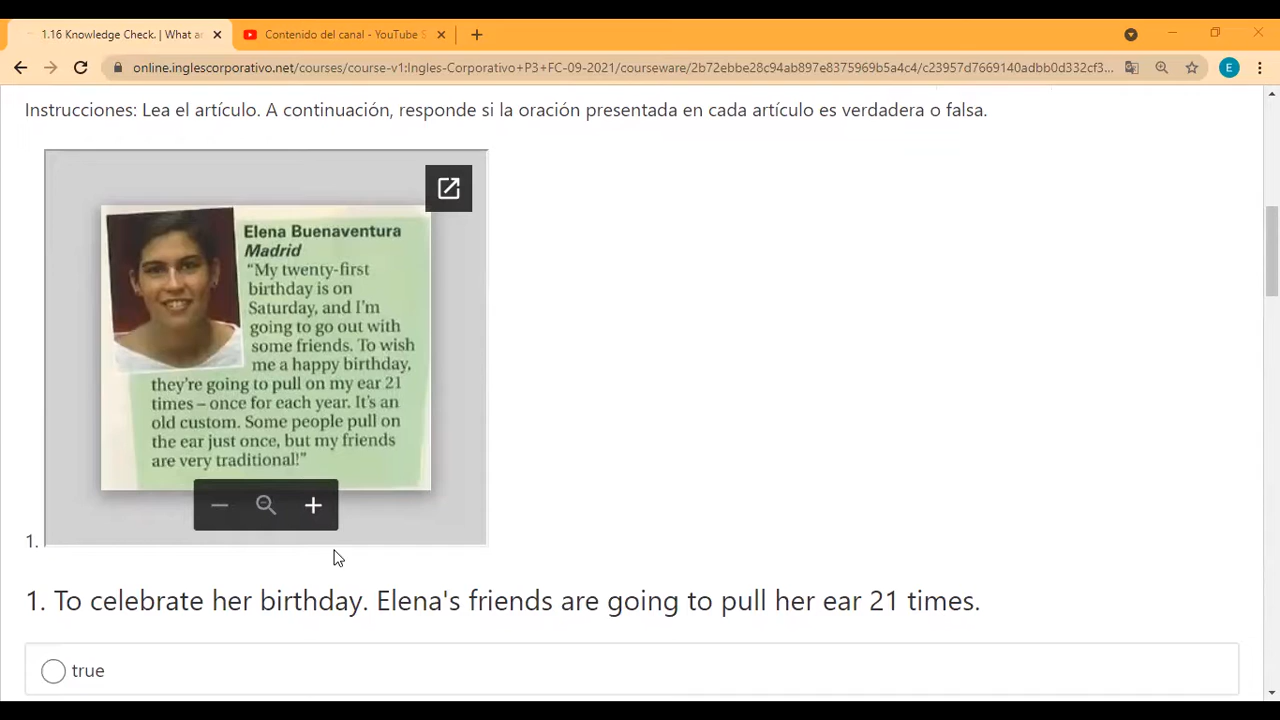 1.16 Knowledge Check. | What ar
Contenido del canal - YouTube S
online.inglescorporativo.net/courses/course-v1:Ingles-Corporativo+P3+FC-09-2021/courseware/2b72ebbe28c94ab897e8375969b5a4c4/c23957d7669140adbb0d332cf3...
E
Instrucciones: Lea el artículo. A continuación, responde si la oración presentada en cada artículo es verdadera o falsa.
Elena Buenaventura
Madrid
"My twenty-first
birthday is on
Saturday, and I'm
going to go out with
some friends. To wish
me a happy birthday,
they're going to pull on my ear 21
times – once for each year. It's an
old custom. Some people pull on
the ear just once, but my friends
are very traditional!"
1.
1. To celebrate her birthday. Elena's friends are going to pull her ear 21 times.
true